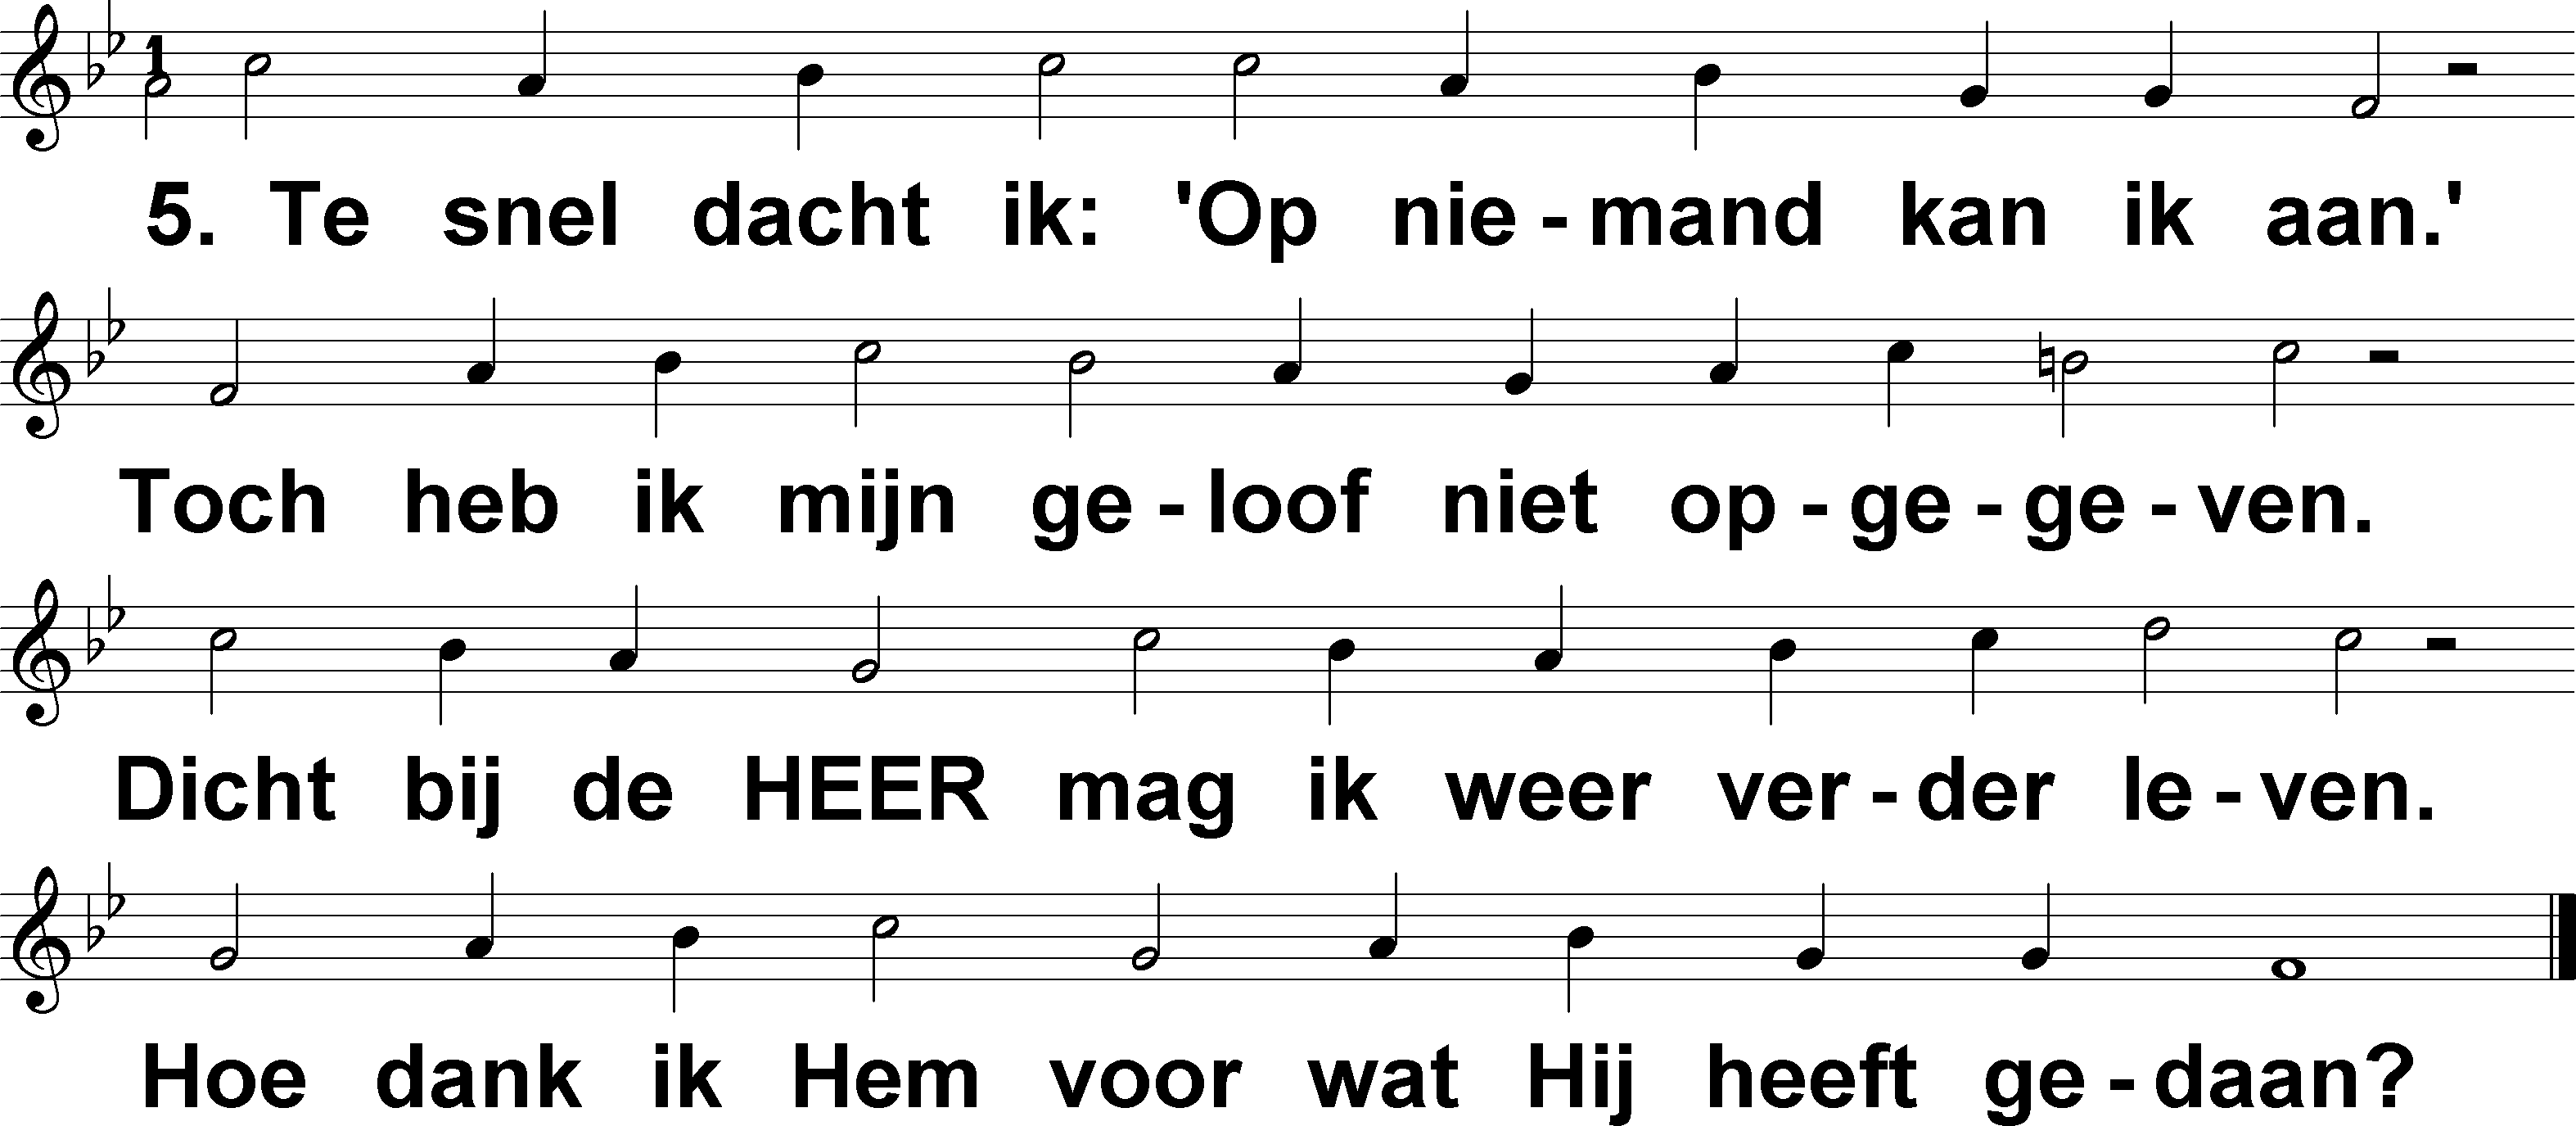 1
5. Te snel dacht ik: 'Op nie - mand kan ik aan.'
Toch heb ik mijn ge - loof niet op - ge - ge - ven.
Dicht bij de HEER mag ik weer ver - der le - ven.
Hoe dank ik Hem voor wat Hij heeft ge - daan?